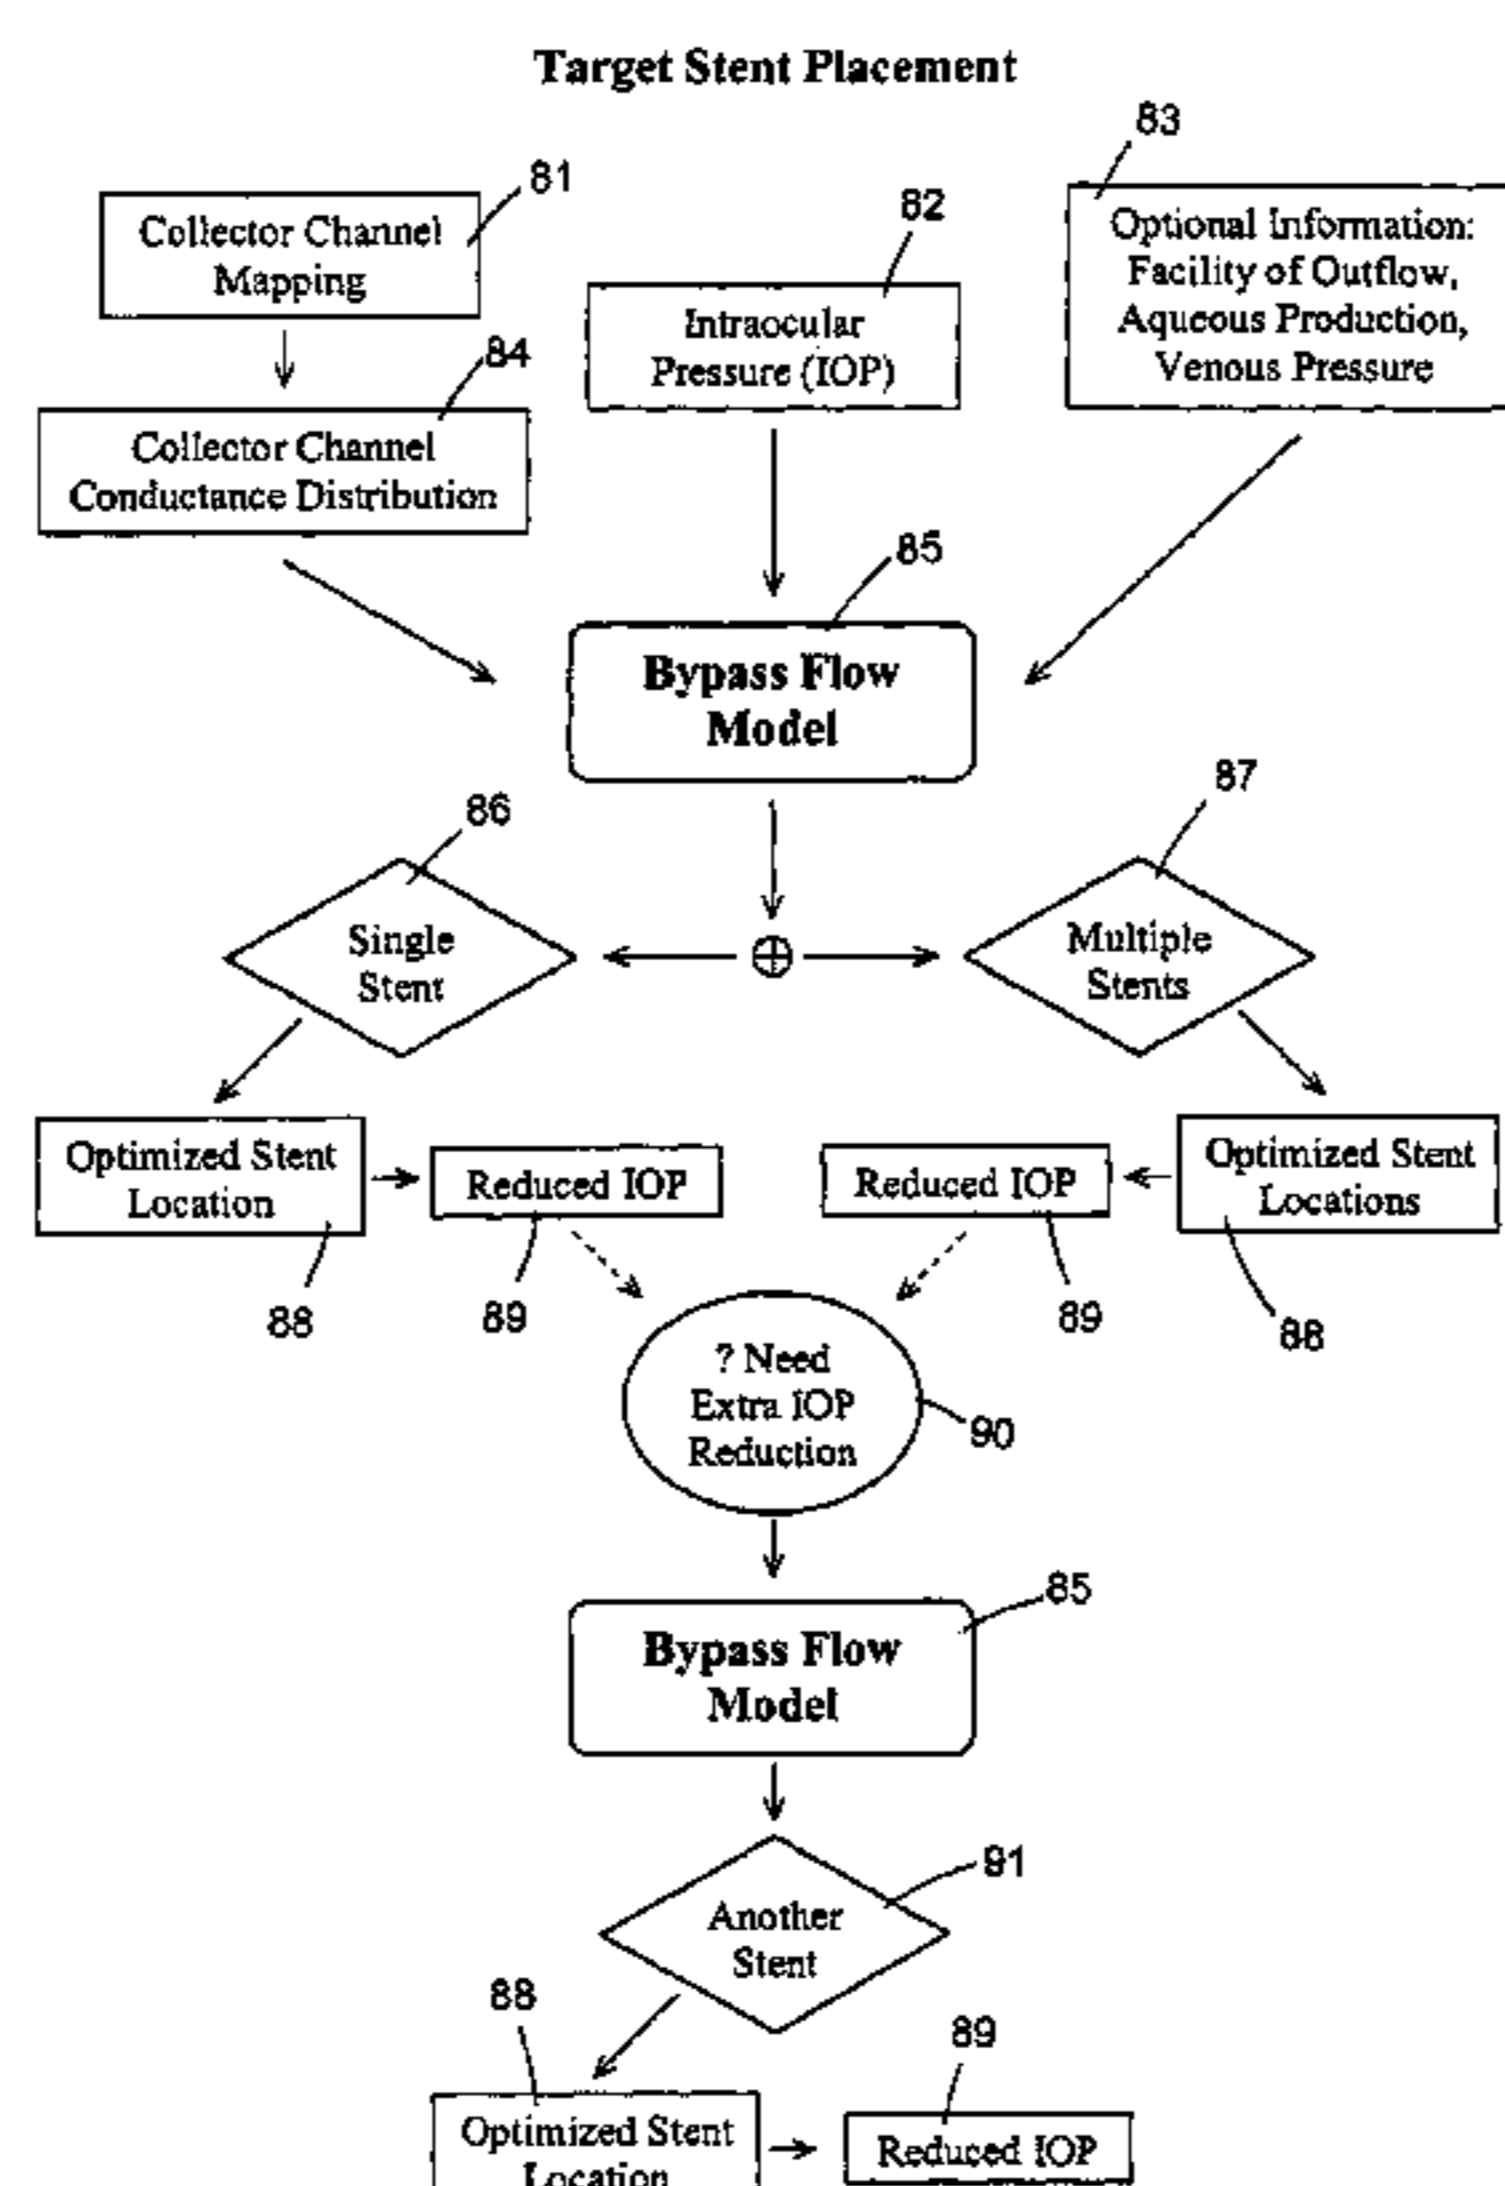 Target Stent Placement
83
81
82
Collector Channel
Mapping
Optional Information:
Facility of Outflow,
Aqueous Production,
Venous Pressure
Intraocular
Pressure (IOP)
84
Collector Channel
Conductance Distribution
85
Bypass Flow
Model
86
87
Single
Stent
Multiple
Stents
Optimized Stent
Location
Reduced IOP
Reduced IOP
Optimized Stent
Locations
88
89
89
88
? Need
Extra IOP
Reduction
90
85
Bypass Flow
Model
91
Another
Stent
88
89
Optimized Stent
Location
Reduced IOP